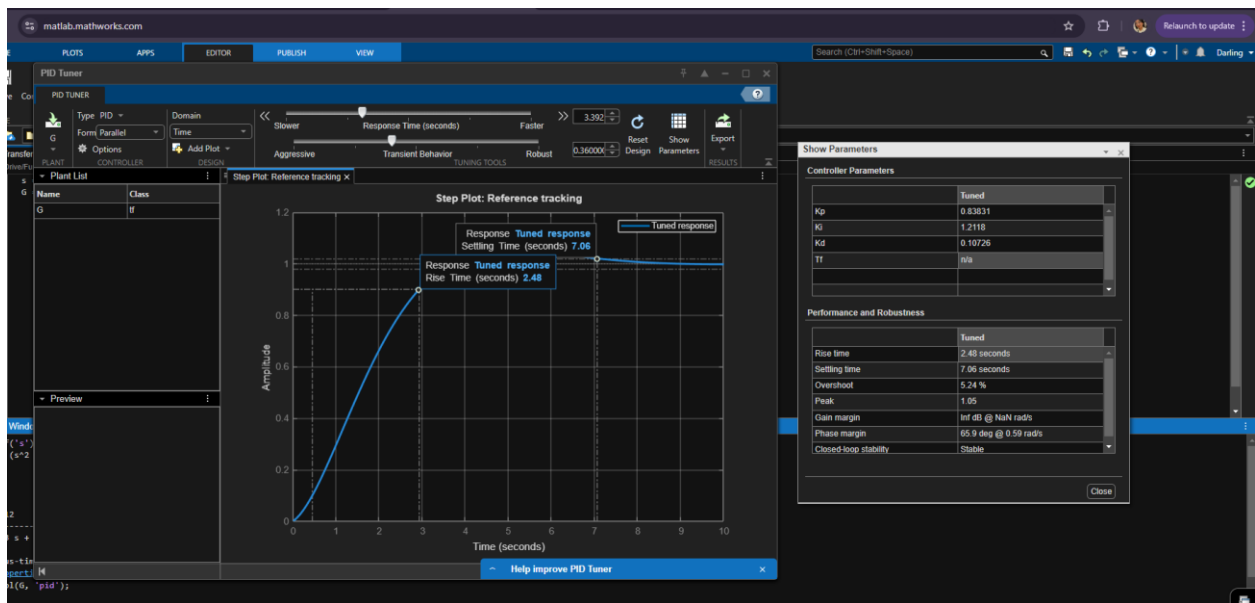 matlab.mathworks.com
Relaunch to update
PLOTS APPS EDITOR PUBLISH VIEW
Search (Ctrl+Shift+Space)
Darling
PID Tuner
PID TUNER
Type PID
Form Parallel
Options
G
PLANT
CONTROLLER
Domain
Time
Add Plot
DESIGN
Slower Response Time (seconds) Faster
3.392
Aggressive Transient Behavior Robust
0.36000
TUNING TOOLS
Reset Design
Show Parameters
Export
RESULTS
Plant List
Name Class
G tf
Preview
Step Plot: Reference tracking
Step Plot: Reference tracking
Tuned response
Response Tuned response
Settling Time (seconds) 7.06
Response Tuned response
Rise Time (seconds) 2.48
Amplitude
1.2
1
0.8
0.6
0.4
0.2
0
0 1 2 3 4 5 6 7 8 9 10
Time (seconds)
Help improve PID Tuner
Show Parameters
Controller Parameters
Tuned
Kp 0.83831
Ki 1.2118
Kd 0.10726
Tf n/a
Performance and Robustness
Tuned
Rise time 2.48 seconds
Settling time 7.06 seconds
Overshoot 5.24 %
Peak 1.05
Gain margin Inf dB @ NaN rad/s
Phase margin 65.9 deg @ 0.59 rad/s
Closed-loop stability Stable
Close
('s')
(s^2
s +
(G, 'pid');